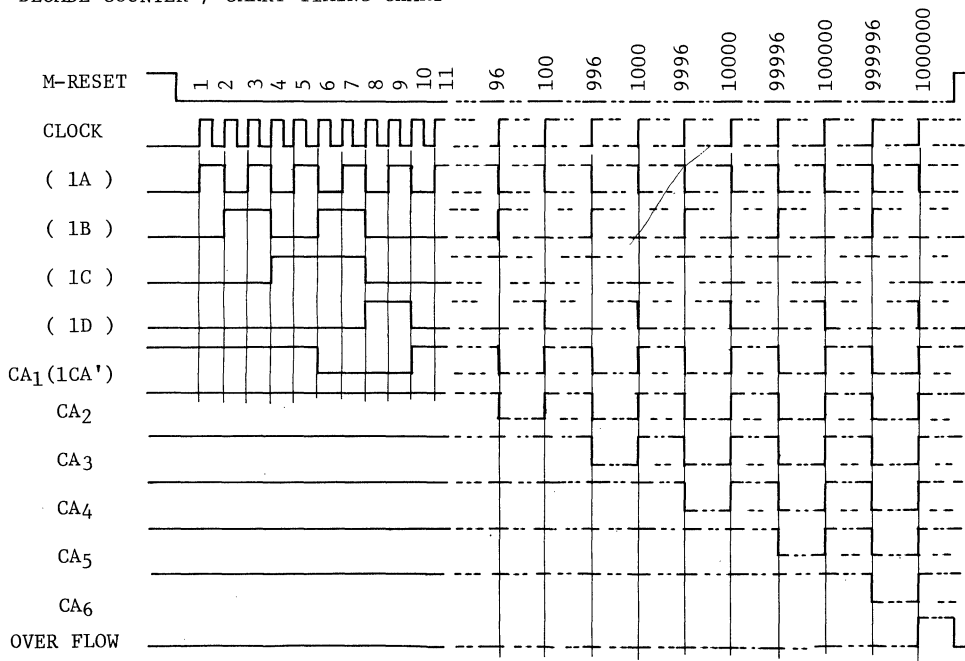 DECADE COUNTER / CARRY TIMING CHART
M-RESET
1 2 3 4 5 6 7 8 9 10 11 96 100 996 1000 9996 10000 99996 100000 999996 1000000
CLOCK
( 1A )
( 1B )
( 1C )
( 1D )
CA1(1CA')
CA2
CA3
CA4
CA5
CA6
OVER FLOW